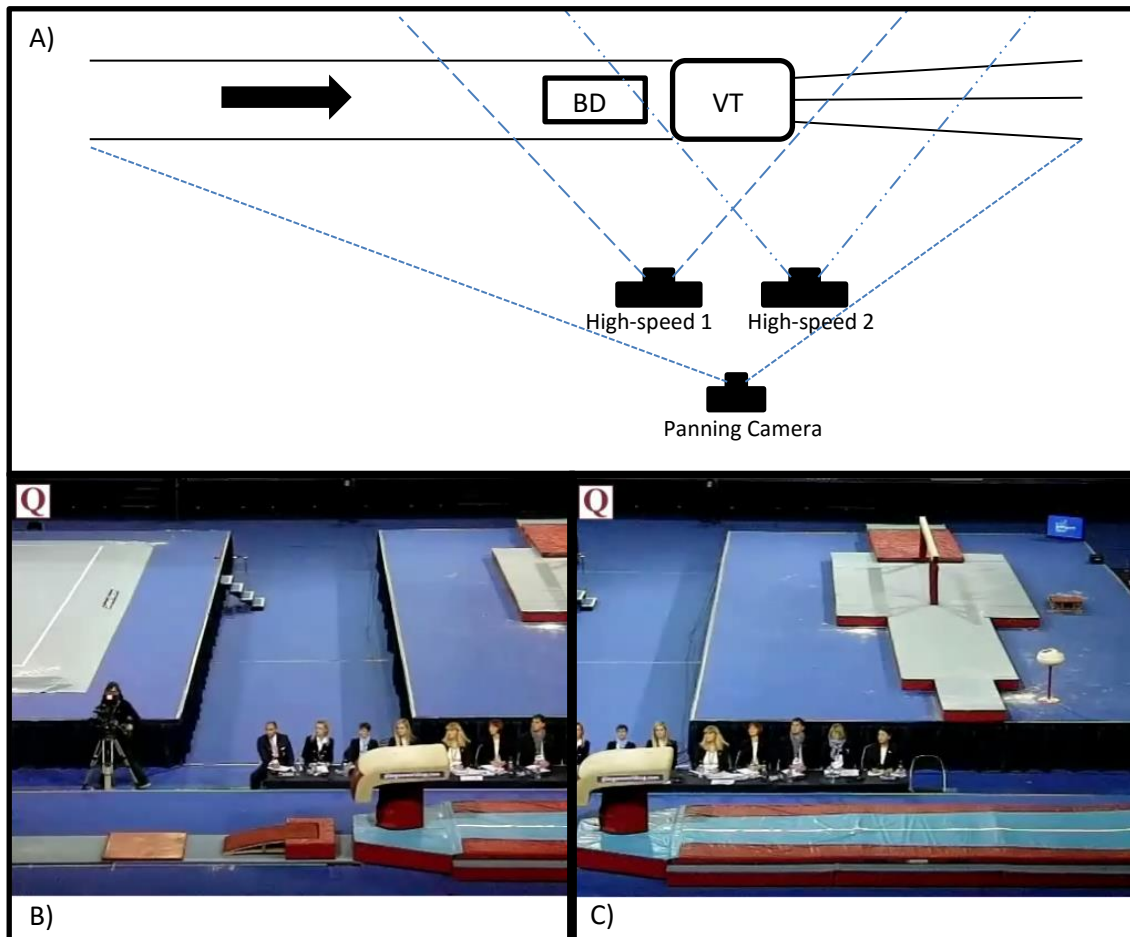 A)
BD
VT
High-speed 1
High-speed 2
Panning Camera
Q
Q
B)
C)